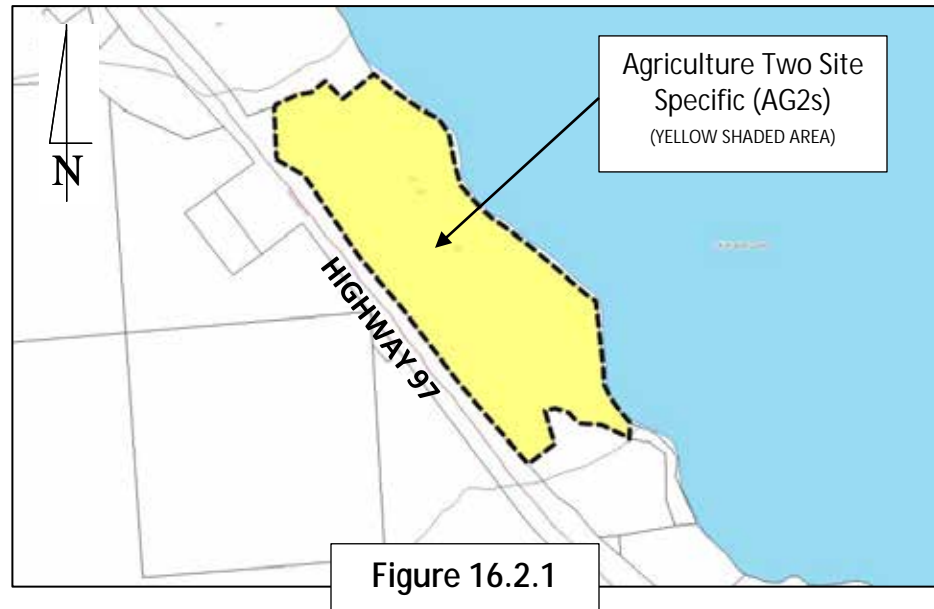 Agriculture Two Site
Specific (AG2s)
(YELLOW SHADED AREA)
N
HIGHWAY 97
Figure 16.2.1